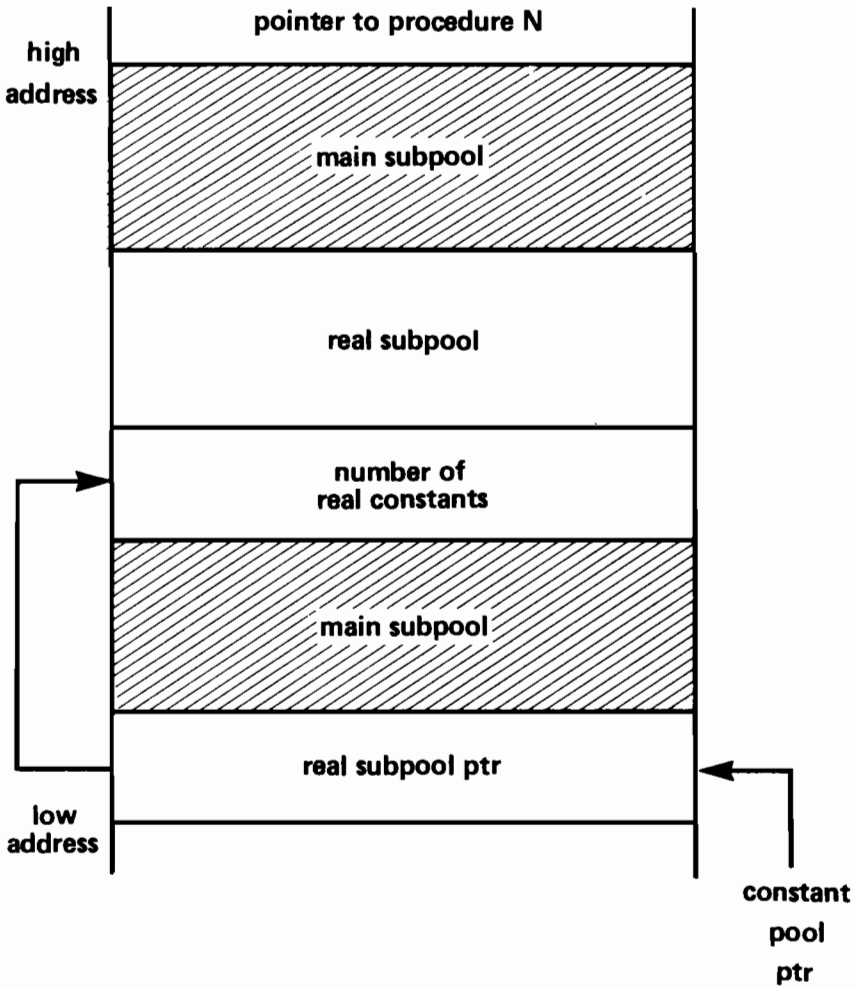 pointer to procedure N
high
address
main subpool
real subpool
number of
real constants
main subpool
real subpool ptr
low
address
constant
pool
ptr